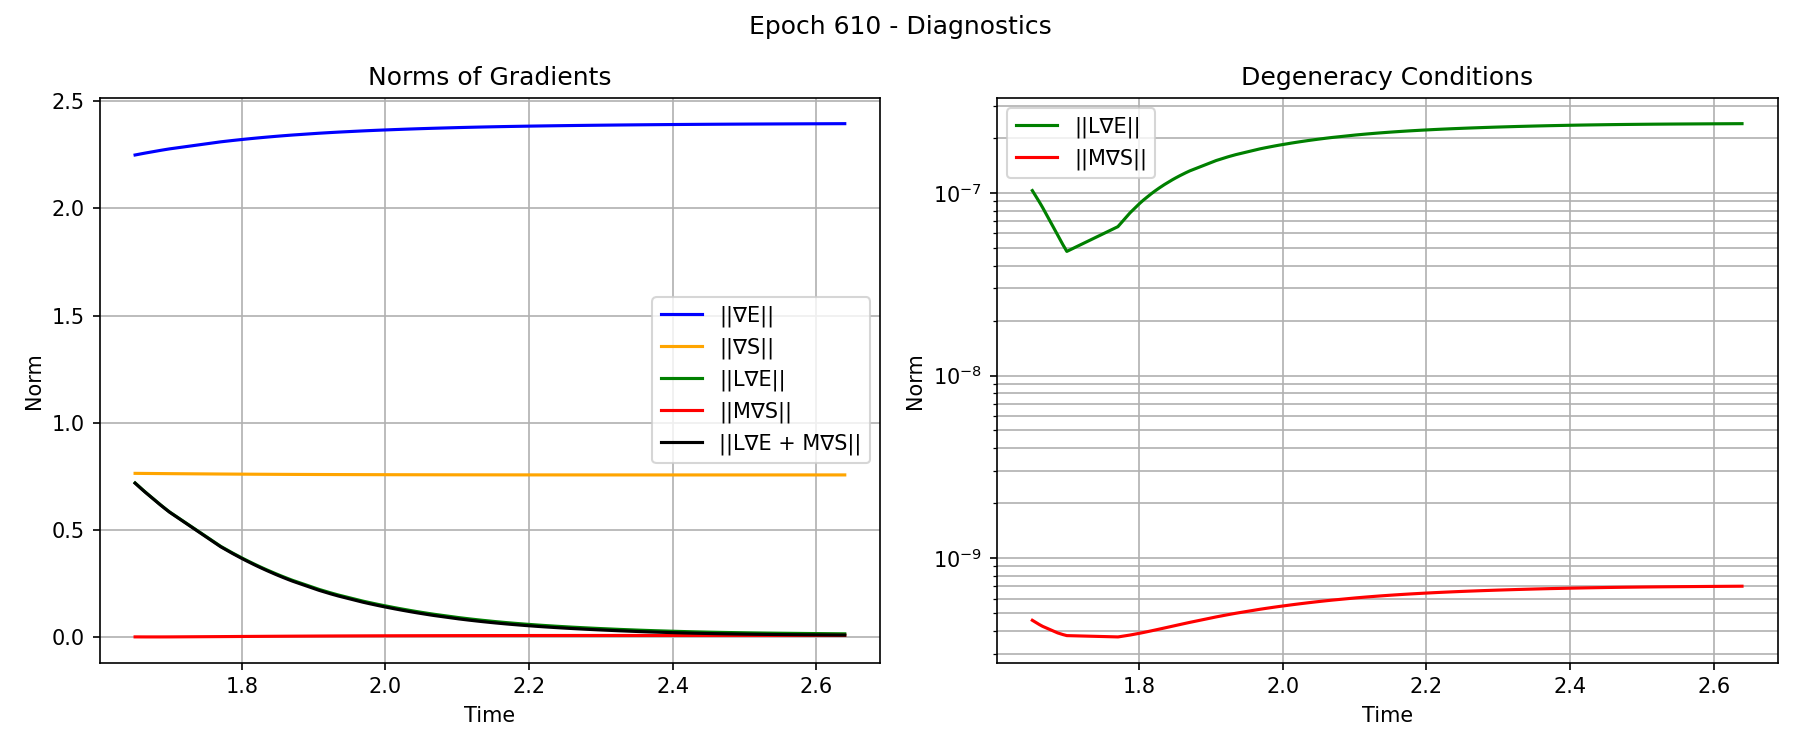 Epoch 610 - Diagnostics
Norms of Gradients
2.5
2.0
1.5
1.0
0.5
0.0
Norm
||∇E||
||∇S||
||L∇E||
||M∇S||
||L∇E + M∇S||
1.8 2.0 2.2 2.4 2.6
Time
Degeneracy Conditions
||L∇E||
||M∇S||
10⁻⁷
10⁻⁸
10⁻⁹
Norm
1.8 2.0 2.2 2.4 2.6
Time